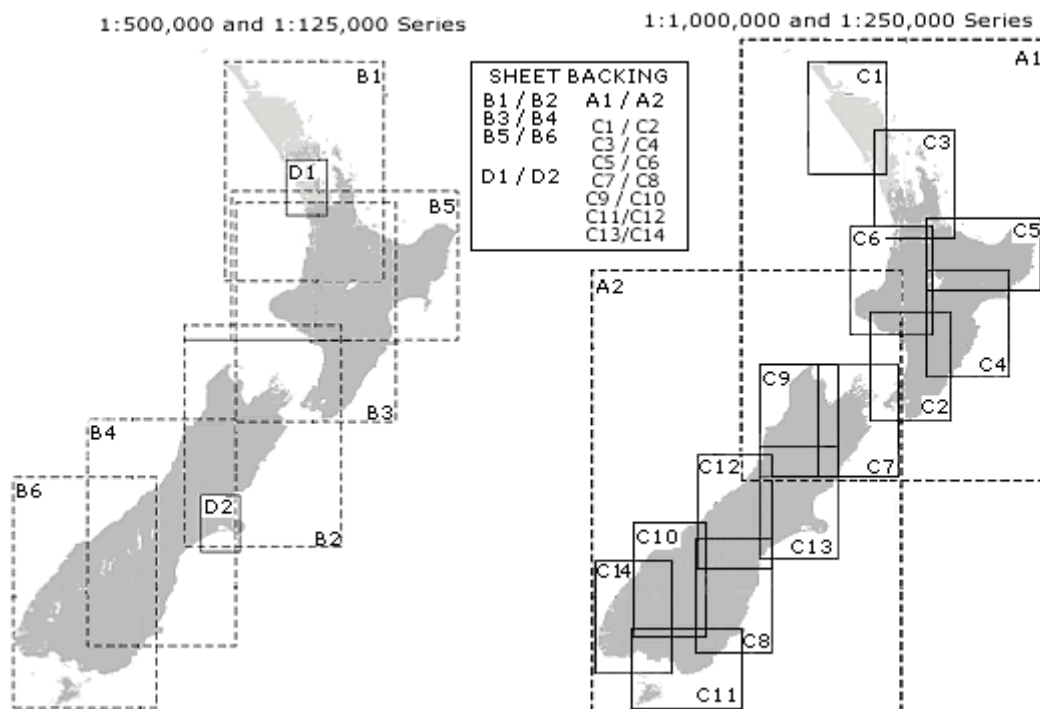 1:500,000 and 1:125,000 Series
1:1,000,000 and 1:250,000 Series
B1
D1
B5
B3
B4
B6
D2
B2
SHEET BACKING
B1 / B2 A1 / A2
B3 / B4 C1 / C2
B5 / B6 C3 / C4
C5 / C6
D1 / D2 C7 / C8
C9 / C10
C11/C12
C13/C14
A1
C1
C3
C5
C6
A2
C4
C9
C2
C12
C7
C10
C13
C14
C8
C11